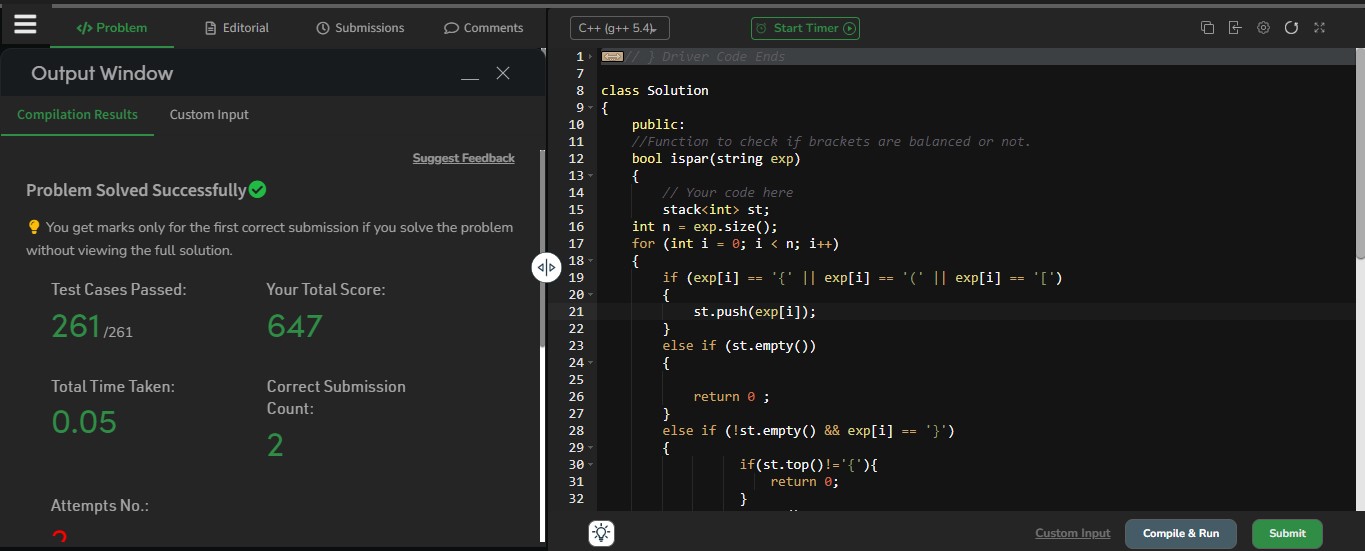 Problem
Editorial
Submissions
Comments
C++ (g++ 5.4)
Start Timer
Output Window
Compilation Results
Custom Input
Suggest Feedback
Problem Solved Successfully
You get marks only for the first correct submission if you solve the problem
without viewing the full solution.
Test Cases Passed:
Your Total Score:
261 /261
647
Total Time Taken:
Correct Submission
Count:
0.05
2
Attempts No.:
1 // } Driver Code Ends
7
8 class Solution
9 {
10 public:
11 //Function to check if brackets are balanced or not.
12 bool ispar(string exp)
13 {
14 // Your code here
15 stack<int> st;
16 int n = exp.size();
17 for (int i = 0; i < n; i++)
18 {
19 if (exp[i] == '{' || exp[i] == '(' || exp[i] == '[')
20 {
21 st.push(exp[i]);
22 }
23 else if (st.empty())
24 {
25
26 return 0 ;
27 }
28 else if (!st.empty() && exp[i] == '}')
29 {
30 if(st.top()!='{'){
31 return 0;
32 }
Custom Input
Compile & Run
Submit